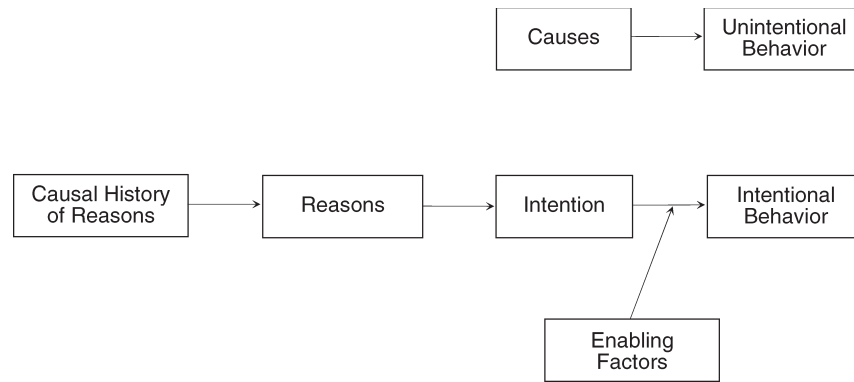 Causes
Unintentional
Behavior
Causal History
of Reasons
Reasons
Intention
Intentional
Behavior
Enabling
Factors